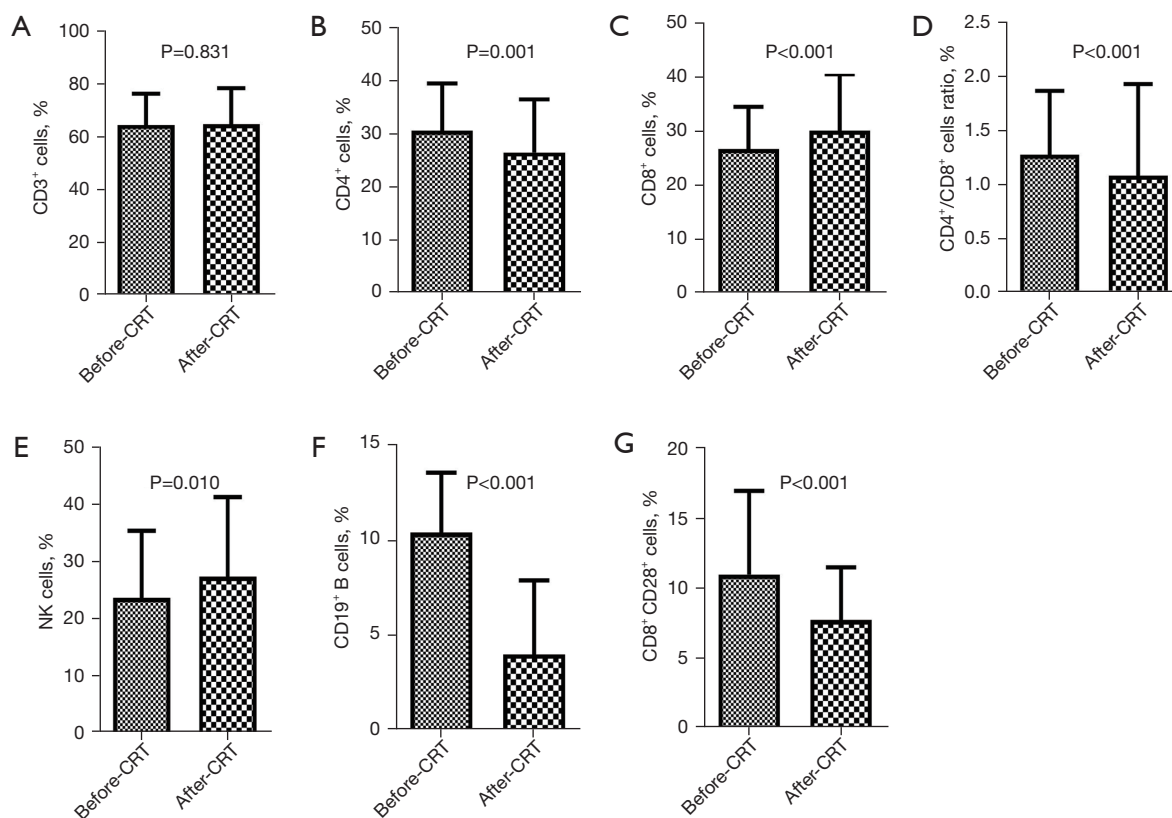 A
P=0.831
CD3+ cells, %
100
80
60
40
20
0
Before-CRT
After-CRT
B
P=0.001
CD4+ cells, %
50
40
30
20
10
0
Before-CRT
After-CRT
C
P<0.001
CD8+ cells, %
50
40
30
20
10
0
Before-CRT
After-CRT
D
P<0.001
CD4+/CD8+ cells ratio, %
2.5
2.0
1.5
1.0
0.5
0.0
Before-CRT
After-CRT
E
P=0.010
NK cells, %
50
40
30
20
10
0
Before-CRT
After-CRT
F
P<0.001
CD19+ B cells, %
15
10
5
0
Before-CRT
After-CRT
G
P<0.001
CD8+ CD28+ cells, %
20
15
10
5
0
Before-CRT
After-CRT